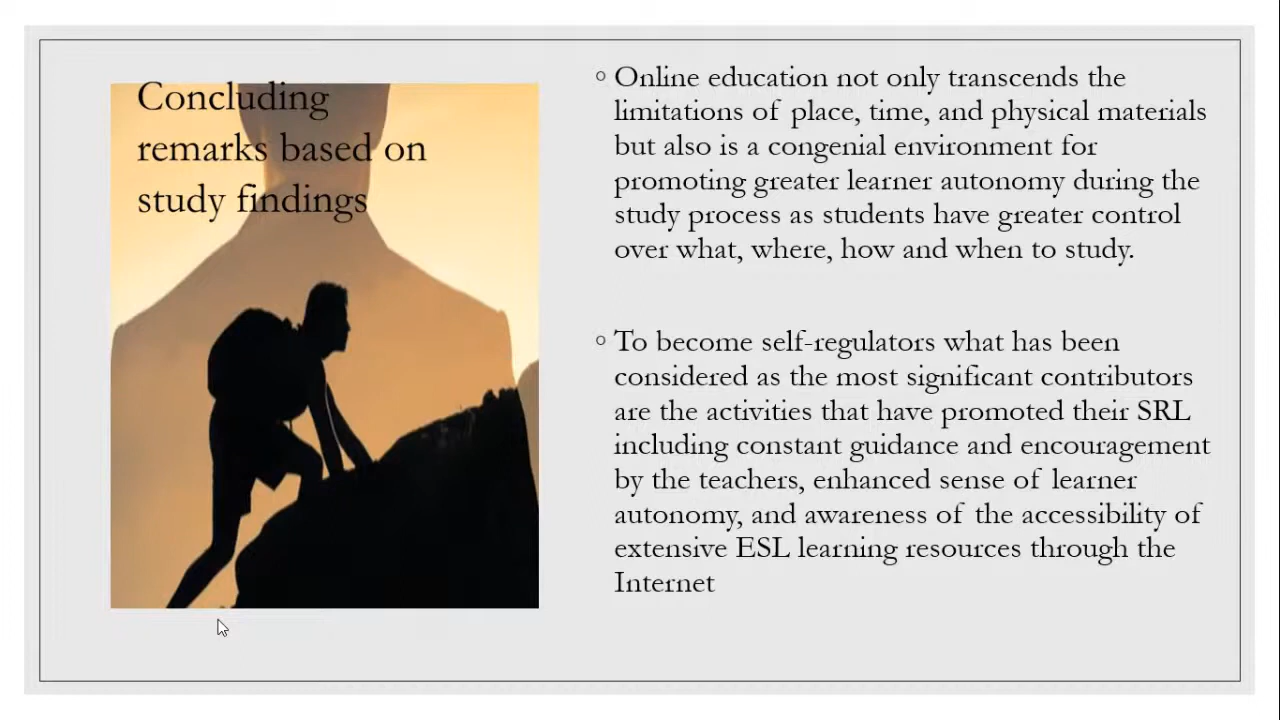 Concluding
remarks based on
study findings
◦ Online education not only transcends the
limitations of place, time, and physical materials
but also is a congenial environment for
promoting greater learner autonomy during the
study process as students have greater control
over what, where, how and when to study.
◦ To become self-regulators what has been
considered as the most significant contributors
are the activities that have promoted their SRL
including constant guidance and encouragement
by the teachers, enhanced sense of learner
autonomy, and awareness of the accessibility of
extensive ESL learning resources through the
Internet